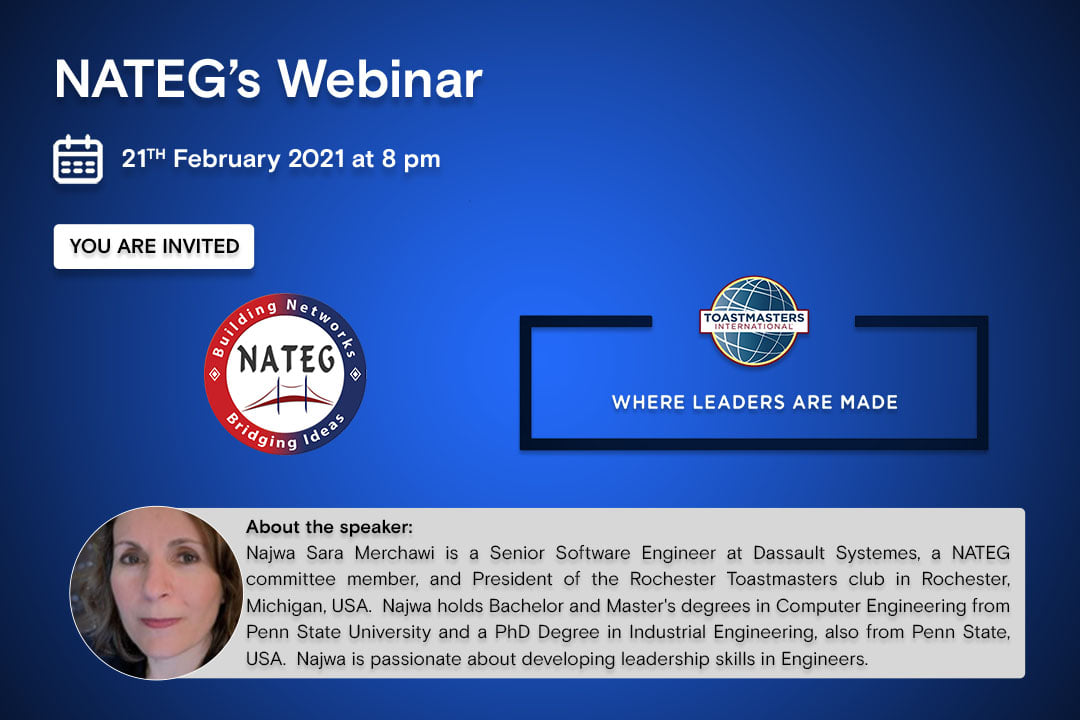 NATEG's Webinar
21TH February 2021 at 8 pm
YOU ARE INVITED
Building Networks
NATEG
Bridging Ideas
TOASTMASTERS
INTERNATIONAL
WHERE LEADERS ARE MADE
About the speaker:
Najwa Sara Merchawi is a Senior Software Engineer at Dassault Systemes, a NATEG
committee member, and President of the Rochester Toastmasters club in Rochester,
Michigan, USA. Najwa holds Bachelor and Master's degrees in Computer Engineering from
Penn State University and a PhD Degree in Industrial Engineering, also from Penn State,
USA. Najwa is passionate about developing leadership skills in Engineers.